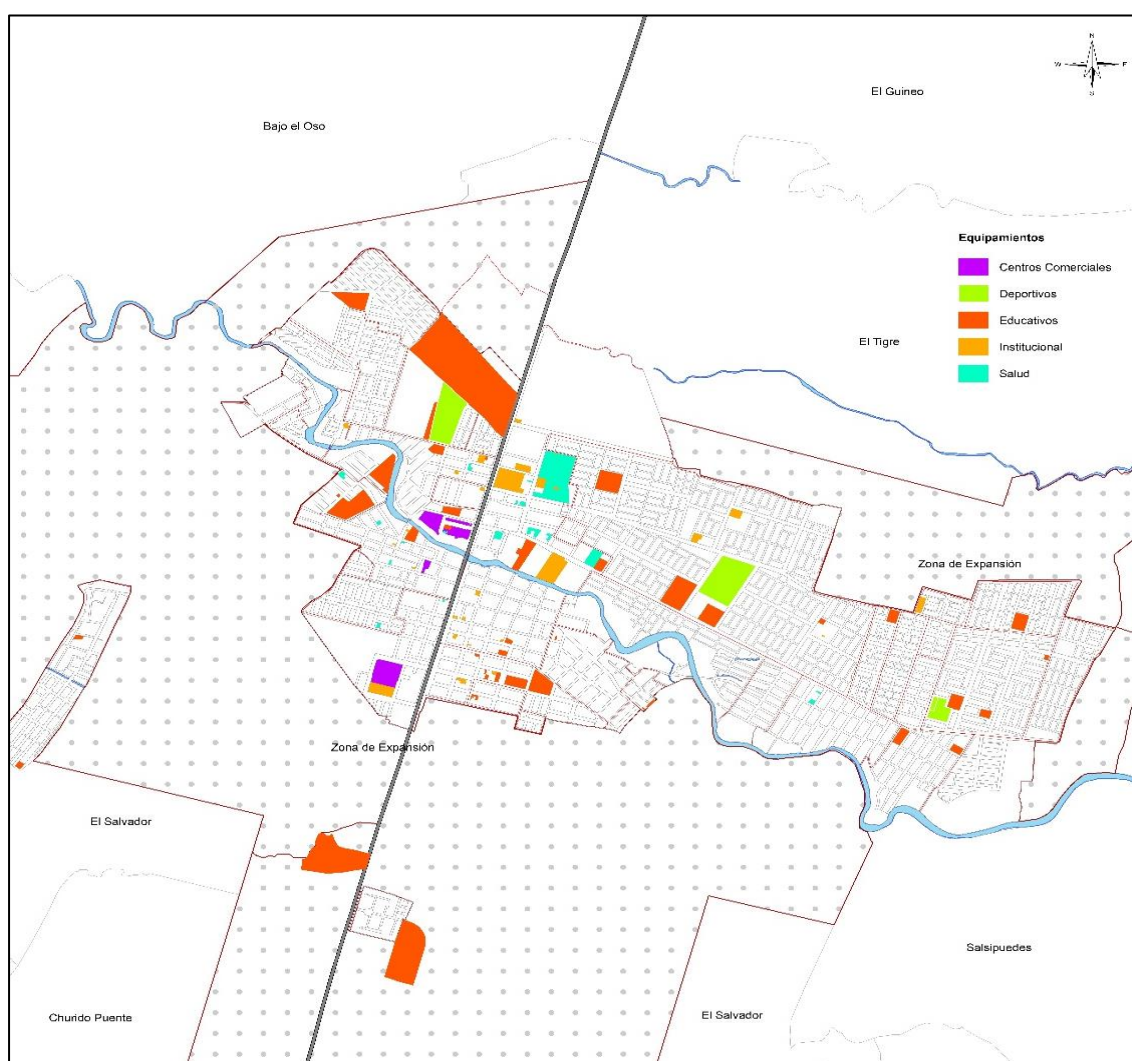 N
W
E
S
El Guineo
Bajo el Oso
Equipamientos
Centros Comerciales
Deportivos
Educativos
Institucional
Salud
El Tigre
Zona de Expansión
Zona de Expansión
El Salvador
Salsipuedes
Churido Puente
El Salvador